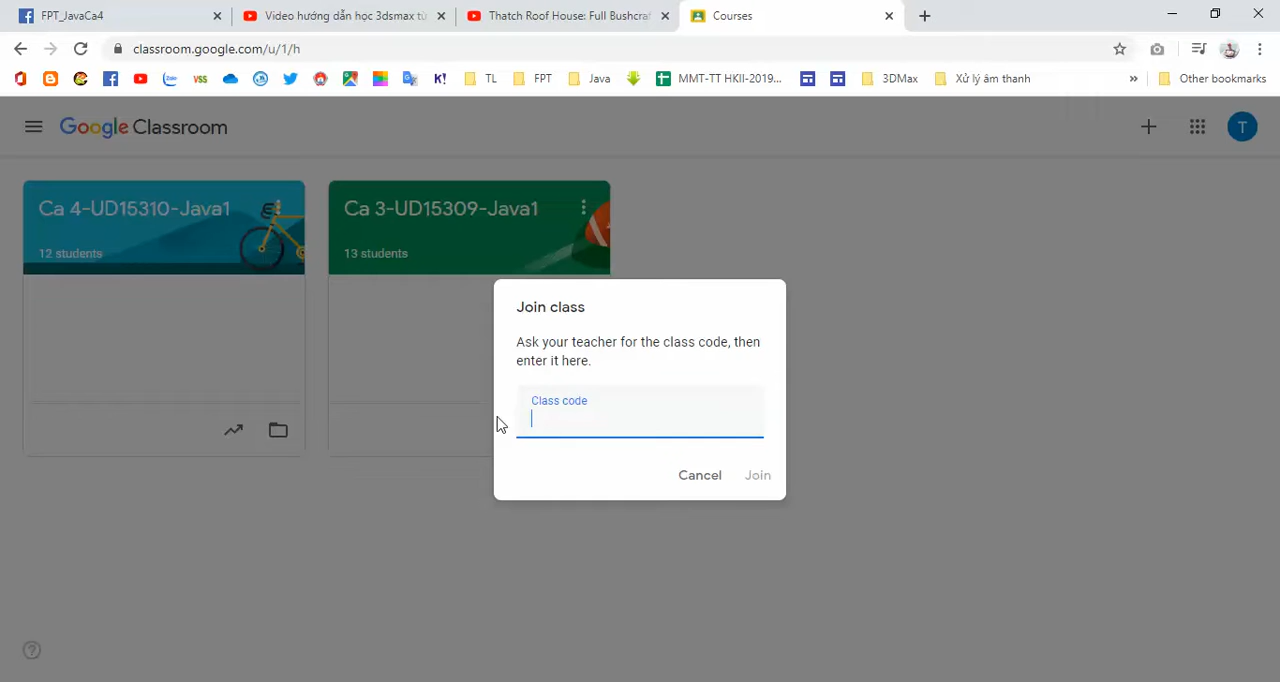 FPT_JavaCa4
Video hướng dẫn học 3dsmax từ
Thatch Roof House: Full Bushcraf
Courses
classroom.google.com/u/1/h
Zalo
VSS
K!
TL
FPT
Java
MMT-TT HKII-2019...
3DMax
Xử lý âm thanh
»
Other bookmarks
Google Classroom
T
Ca 4-UD15310-Java1
12 students
Ca 3-UD15309-Java1
13 students
Join class
Ask your teacher for the class code, then
enter it here.
Class code
Cancel
Join